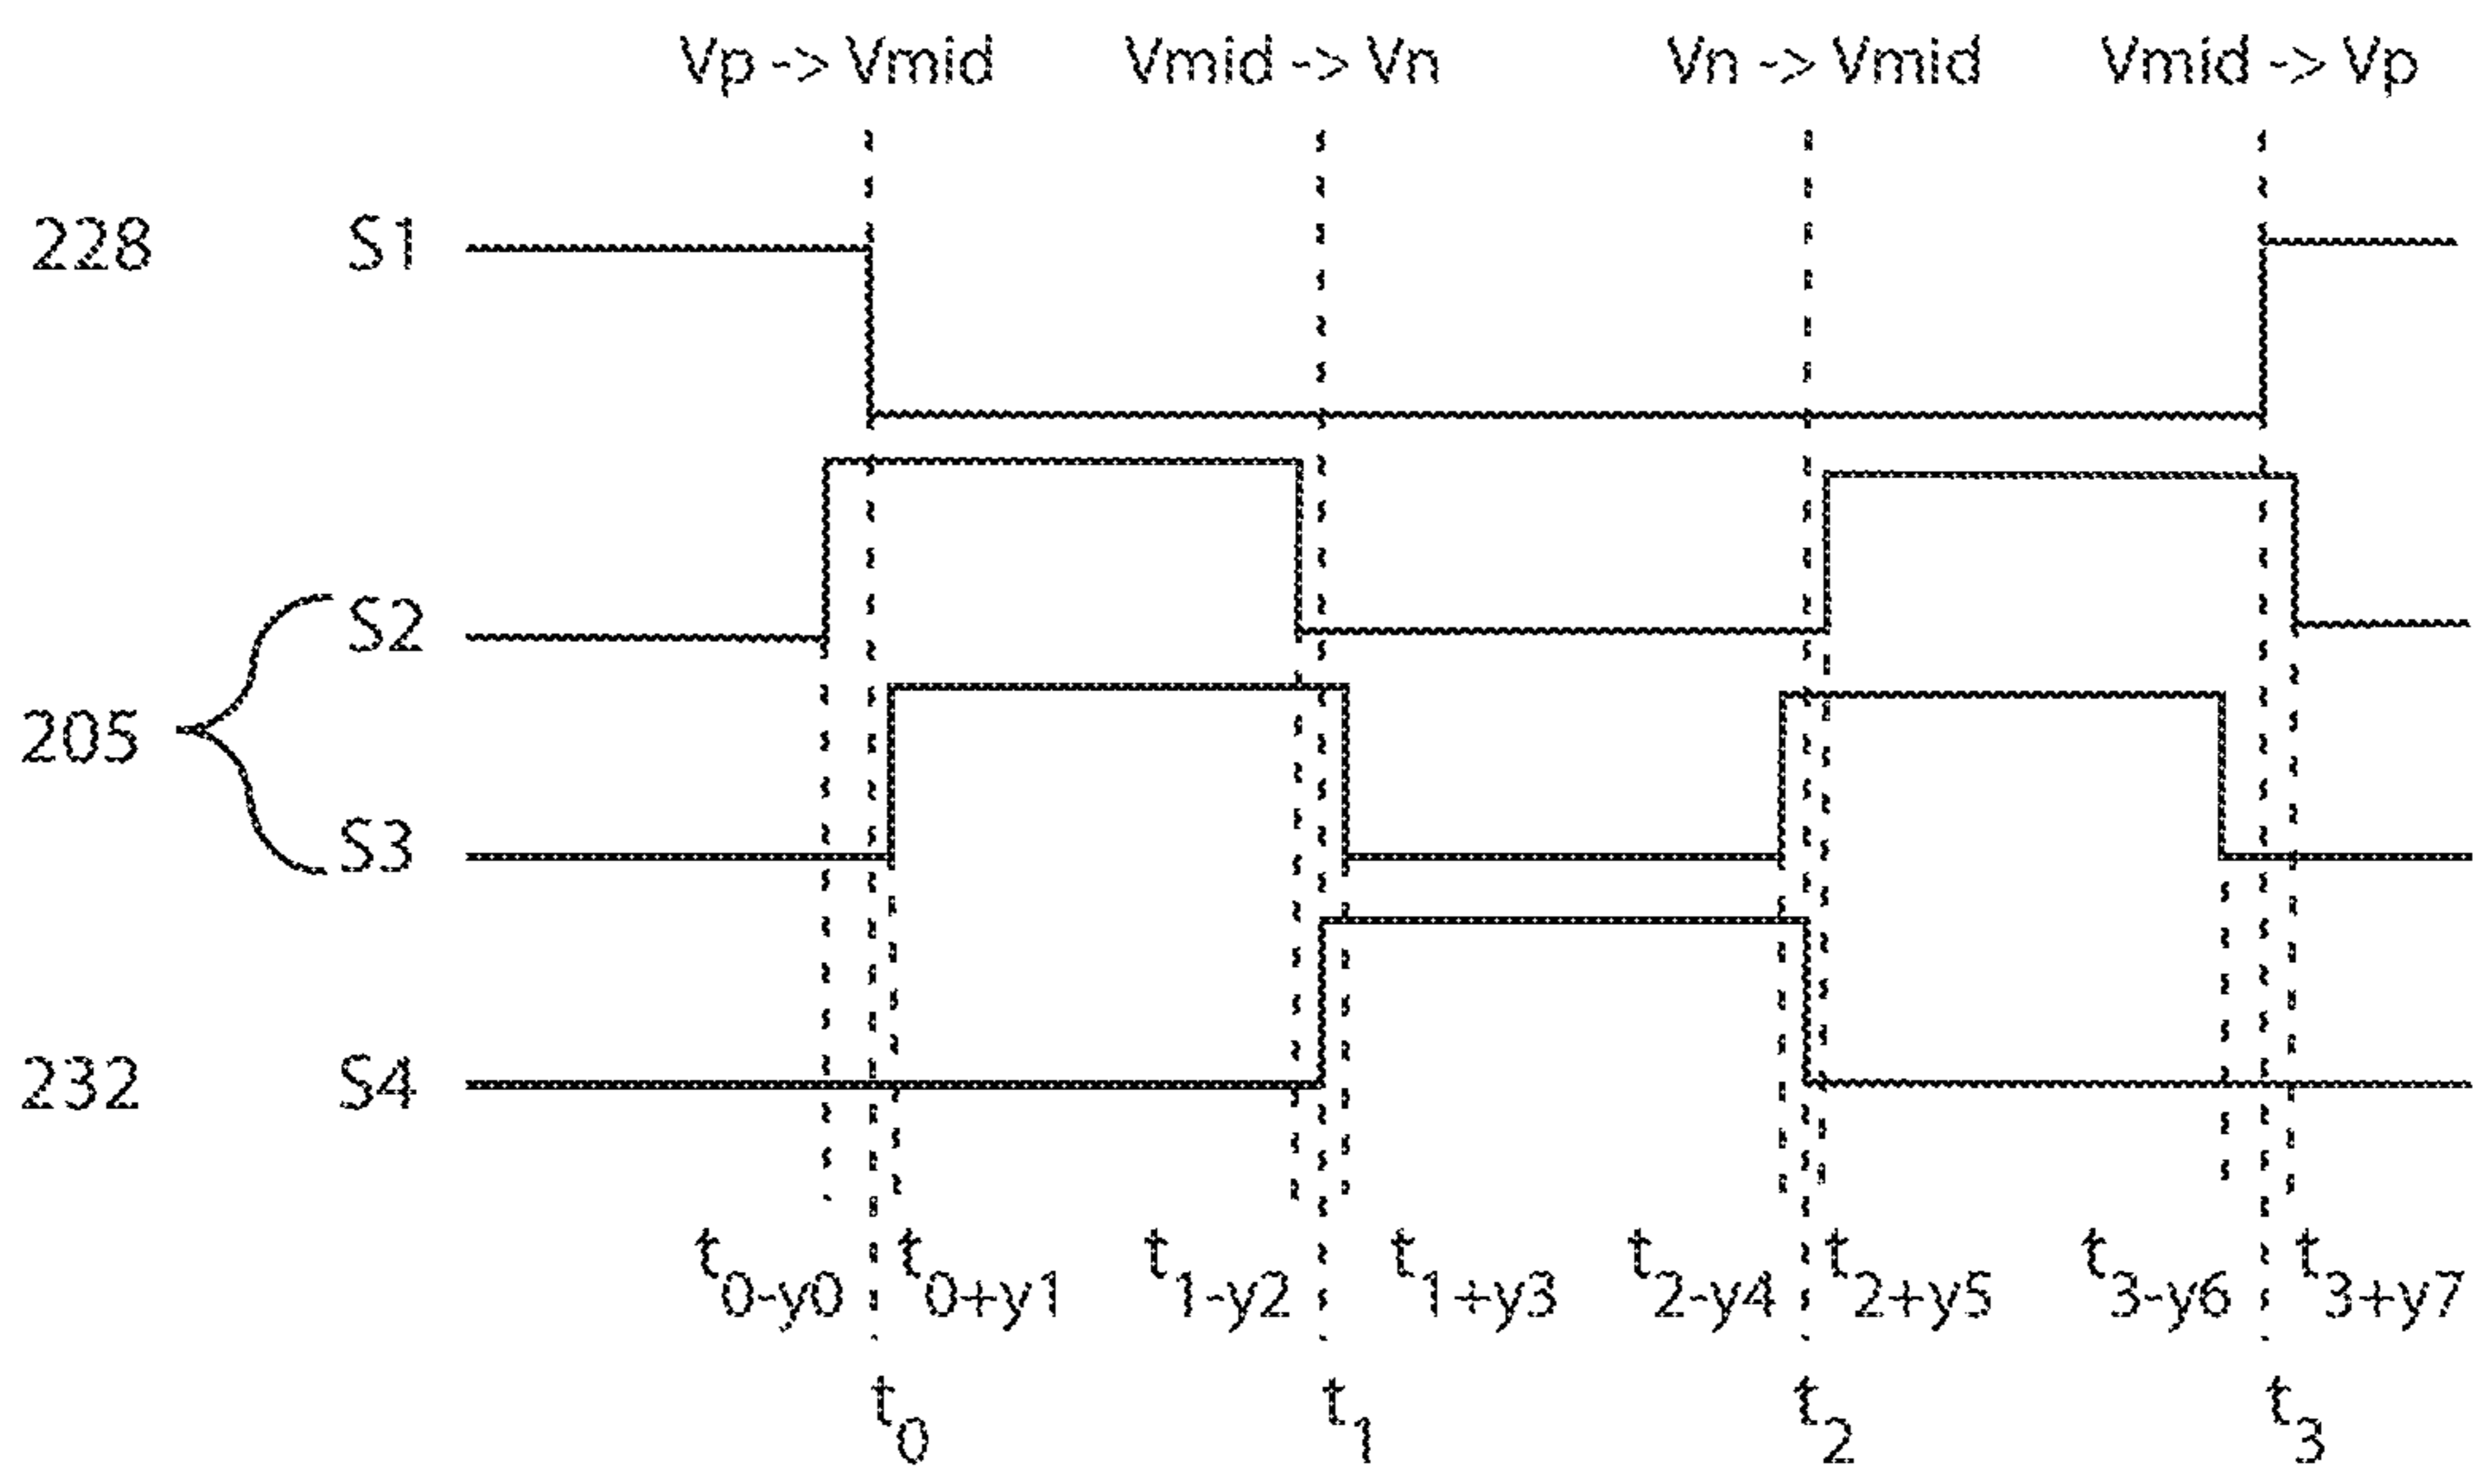 Vp -> Vmid Vmid -> Vn Vn -> Vmid Vmid -> Vp
228 S1
S2
205
S3
232 S4
t0-y0 t0+y1 t1-y2 t1+y3 t2-y4 t2+y5 t3-y6 t3+y7
t0 t1 t2 t3